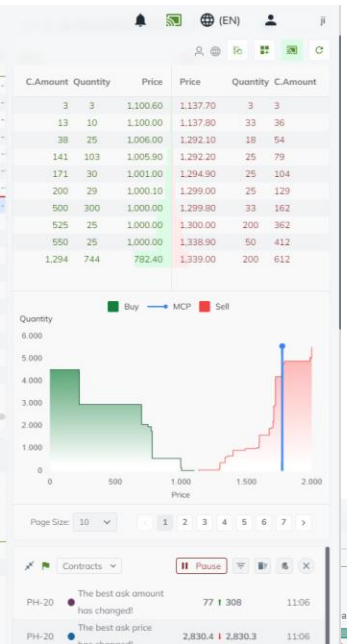 (EN)
C.Amount Quantity Price Price Quantity C.Amount
3 3 1,100.60 1,137.70 3 3
13 10 1,100.00 1,137.80 33 36
38 25 1,006.00 1,292.10 18 54
141 103 1,005.90 1,292.20 25 79
171 30 1,001.00 1,294.90 25 104
200 29 1,000.10 1,299.00 25 129
500 300 1,000.00 1,299.80 33 162
525 25 1,000.00 1,300.00 200 362
550 25 1,000.00 1,338.90 50 412
1,294 744 782.40 1,339.00 200 612
Buy MCP Sell
Quantity
6.000
5.000
4.000
3.000
2.000
1.000
0
0 500 1.000 1.500 2.000
Price
Page Size: 10 1 2 3 4 5 6 7
Contracts Pause
The best ask amount
PH-20 77 ↑ 308 11:06
has changed!
The best ask price
PH-20 2,830.4 ↓ 2,830.3 11:06
has changed!